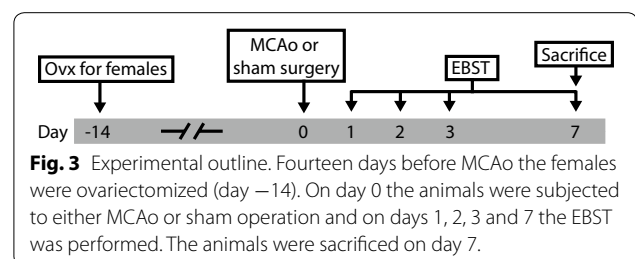 MCAo or
sham surgery
Ovx for females
EBST
Sacrifice
Day -14 0 1 2 3 7
Fig. 3 Experimental outline. Fourteen days before MCAo the females
were ovariectomized (day −14). On day 0 the animals were subjected
to either MCAo or sham operation and on days 1, 2, 3 and 7 the EBST
was performed. The animals were sacrificed on day 7.